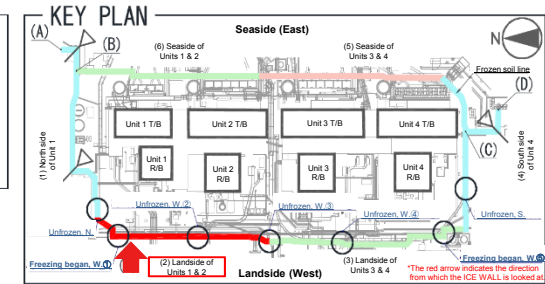 KEY PLAN
Seaside (East)
N
(A)
(B)
(6) Seaside of
Units 1 & 2
(5) Seaside of
Units 3 & 4
Frozen soil line
(D)
(1) North side
of Unit 1
Unit 1 T/B
Unit 2 T/B
Unit 3 T/B
Unit 4 T/B
(C)
(4) South side
of Unit 4
Unit 1
R/B
Unit 2
R/B
Unit 3
R/B
Unit 4
R/B
Unfrozen, W.②
Unfrozen, W.③
Unfrozen, W.④
Unfrozen, S.
Unfrozen, N.
Freezing began, W.①
(2) Landside of
Units 1 & 2
Landside (West)
(3) Landside of
Units 3 & 4
Freezing began, W.⑤
*The red arrow indicates the direction
from which the ICE WALL is looked at.